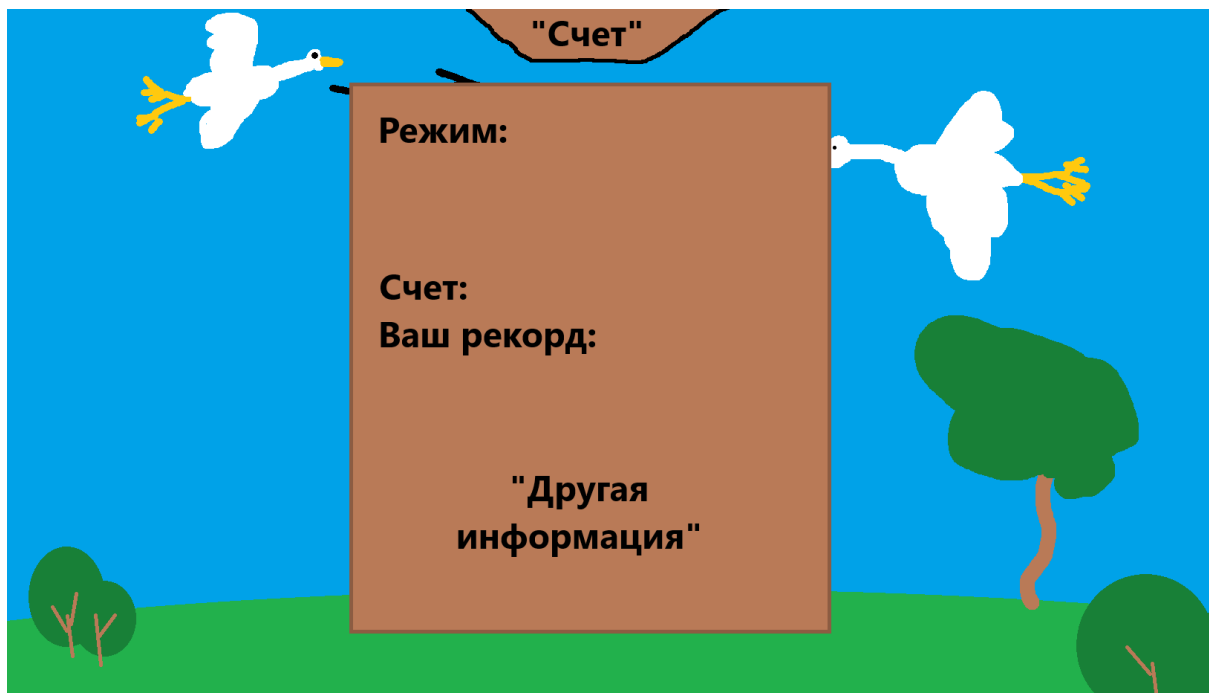 "Счет"
Режим:
Счет:
Ваш рекорд:
"Другая
информация"